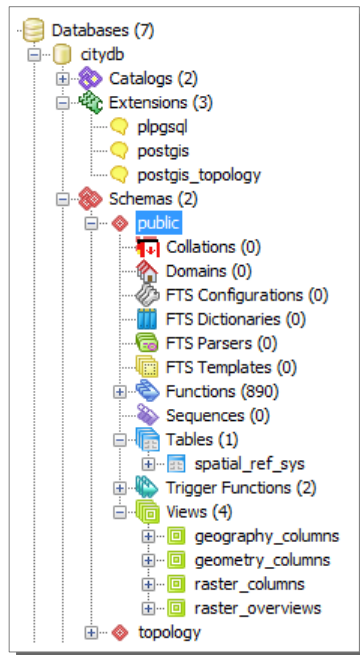 Databases (7)
citydb
Catalogs (2)
Extensions (3)
plpgsql
postgis
postgis_topology
Schemas (2)
public
Collations (0)
Domains (0)
FTS Configurations (0)
FTS Dictionaries (0)
FTS Parsers (0)
FTS Templates (0)
Functions (890)
Sequences (0)
Tables (1)
spatial_ref_sys
Trigger Functions (2)
Views (4)
geography_columns
geometry_columns
raster_columns
raster_overviews
topology